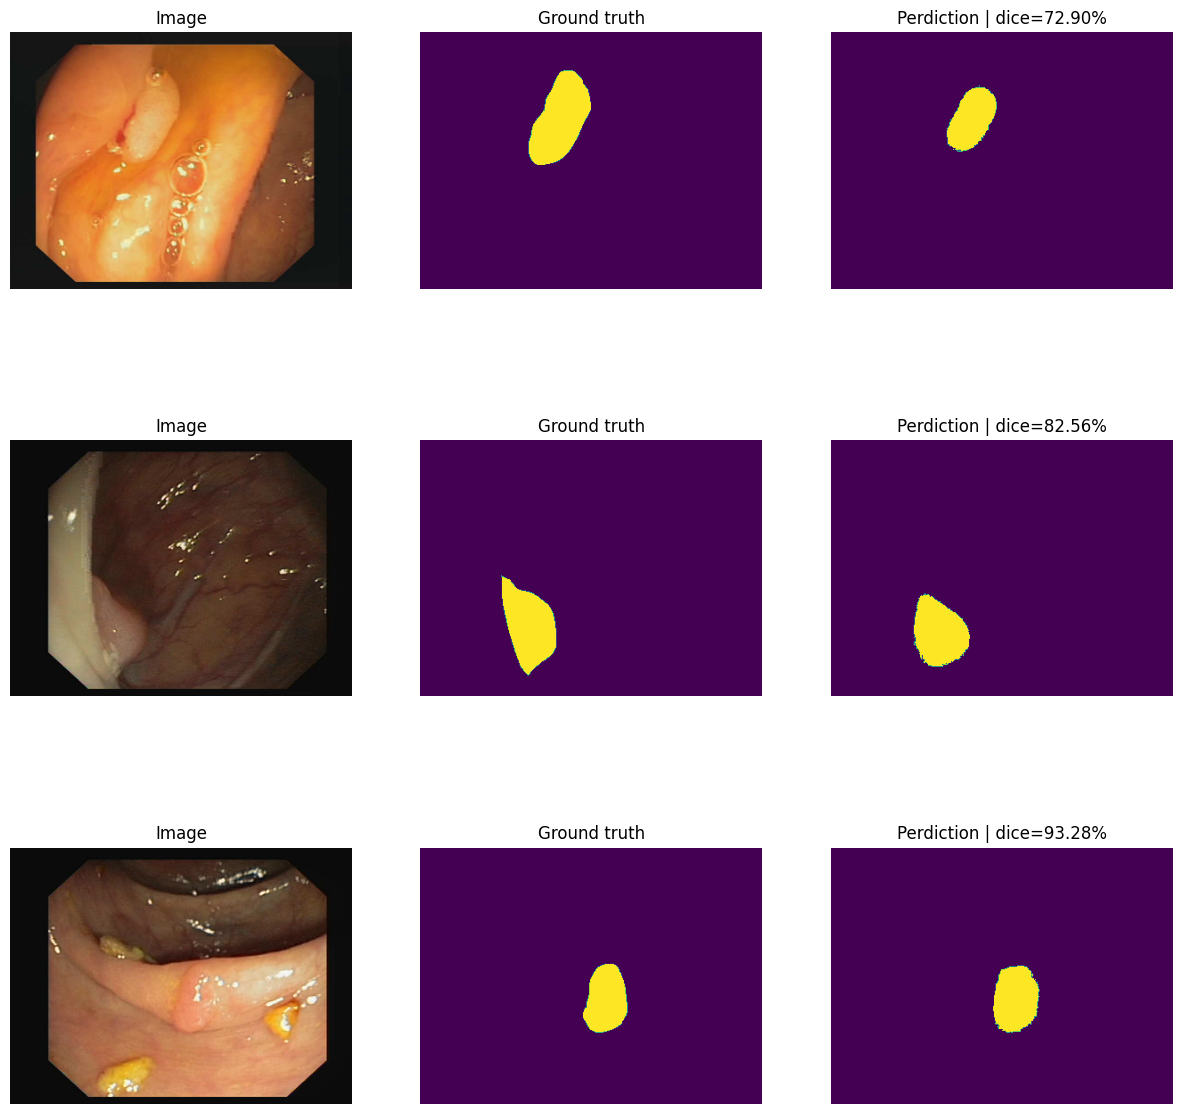 Image
Ground truth
Perdiction | dice=72.90%
Image
Ground truth
Perdiction | dice=82.56%
Image
Ground truth
Perdiction | dice=93.28%